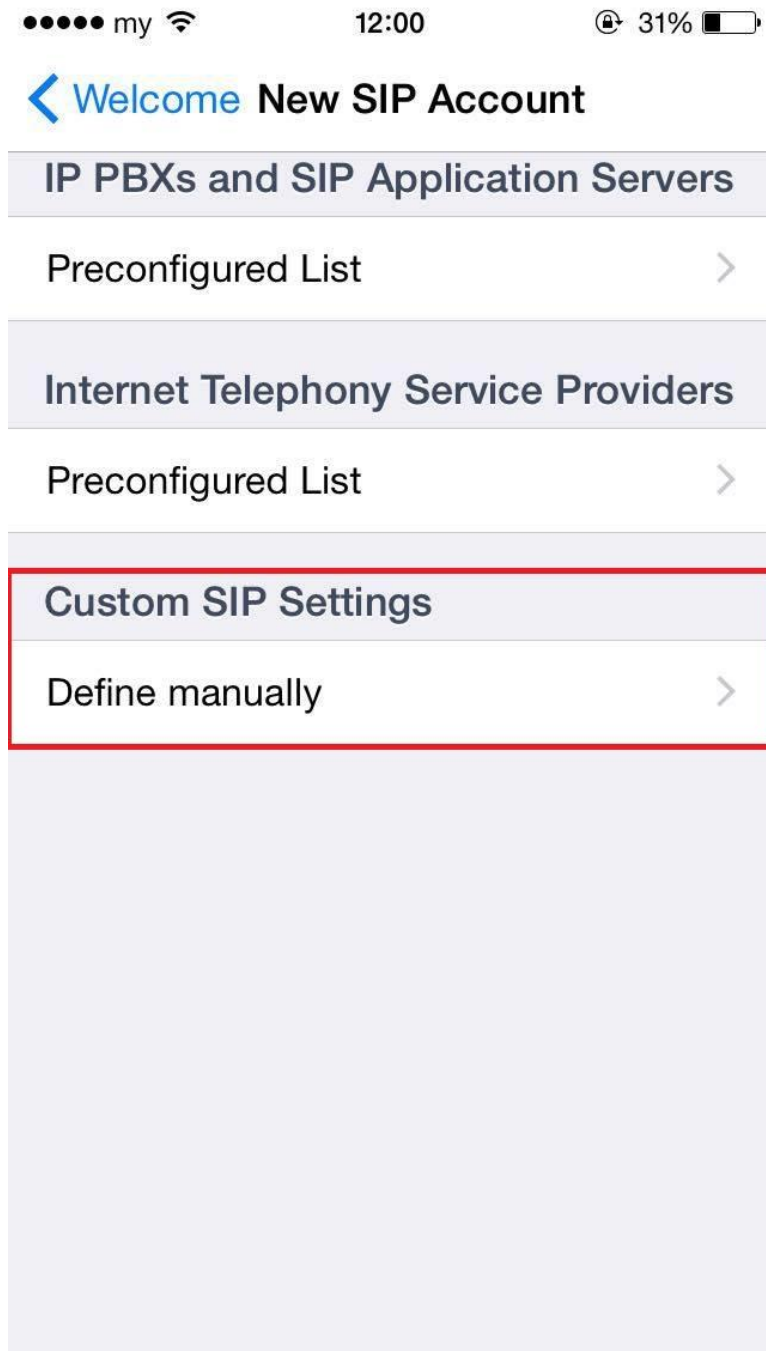 my 12:00 31%
Welcome New SIP Account
IP PBXs and SIP Application Servers
Preconfigured List
Internet Telephony Service Providers
Preconfigured List
Custom SIP Settings
Define manually